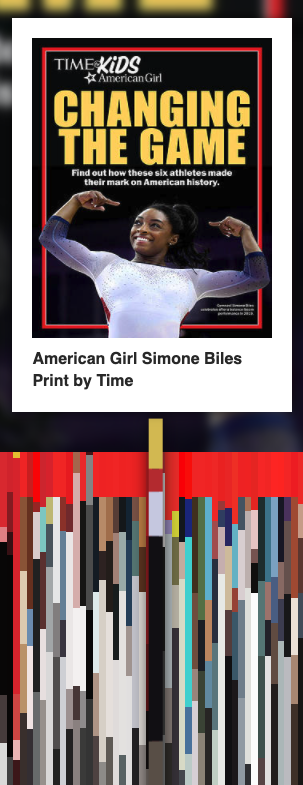 TIME for KiDS
American Girl
CHANGING
THE GAME
Find out how these six athletes made
their mark on American history.
American Girl Simone Biles
Print by Time